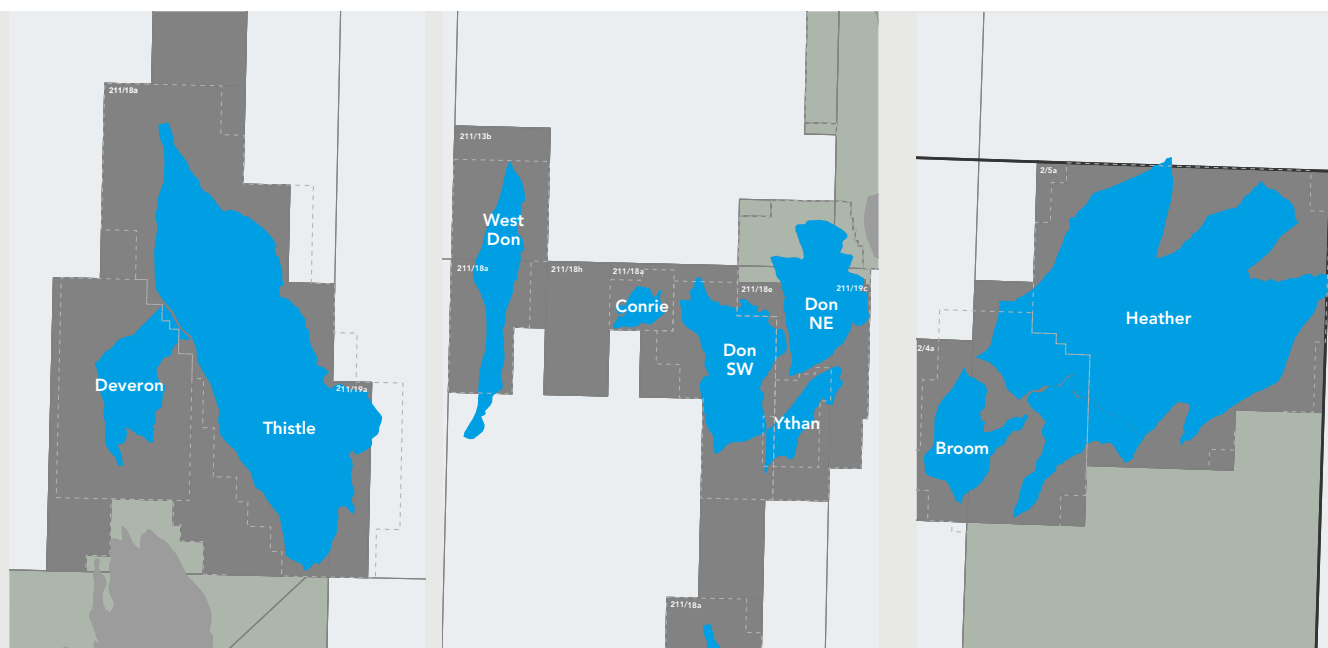 211/18a
Deveron
211/19a
Thistle
211/13b
West
Don
211/18a
211/18h
211/18a
Conrie
211/18e
211/19c
Don
NE
Don
SW
Ythan
211/18a
2/5a
Heather
2/4a
Broom